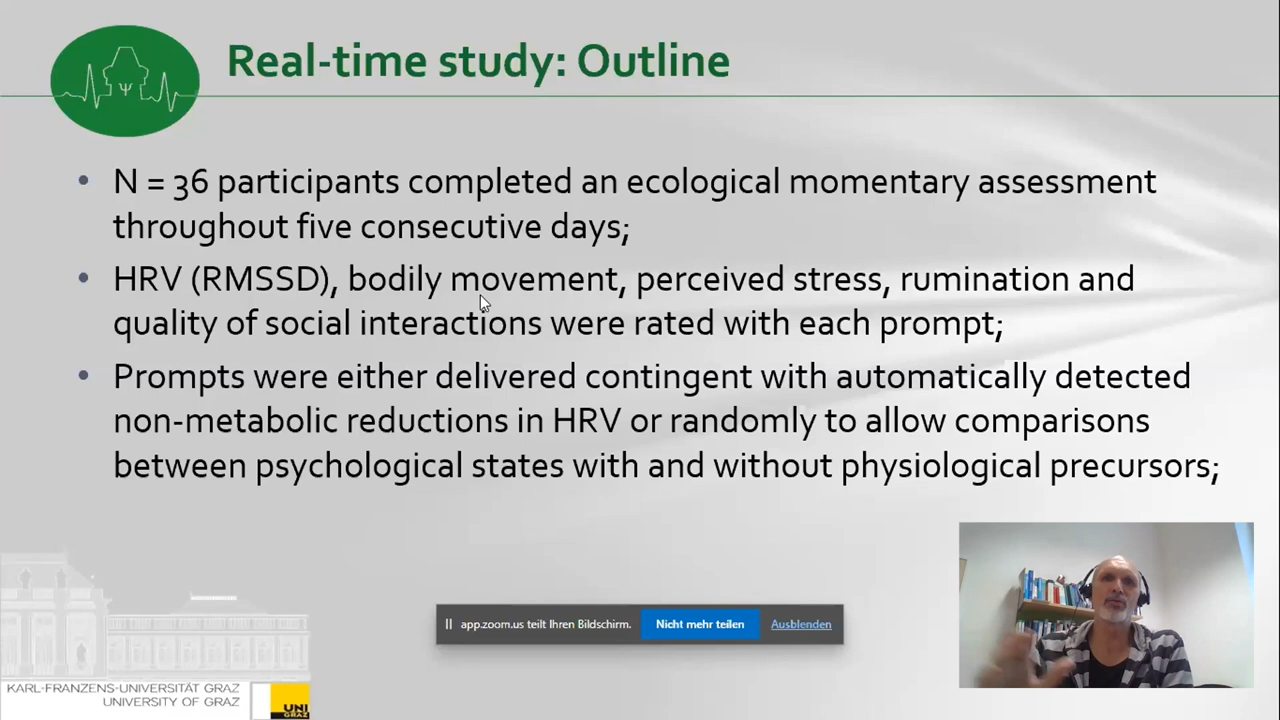 Real-time study: Outline
• N = 36 participants completed an ecological momentary assessment
throughout five consecutive days;
• HRV (RMSSD), bodily movement, perceived stress, rumination and
quality of social interactions were rated with each prompt;
• Prompts were either delivered contingent with automatically detected
non-metabolic reductions in HRV or randomly to allow comparisons
between psychological states with and without physiological precursors;
app.zoom.us teilt Ihren Bildschirm. Nicht mehr teilen Ausblenden
KARL-FRANZENS-UNIVERSITÄT GRAZ
UNIVERSITY OF GRAZ
UNI
GRAZ